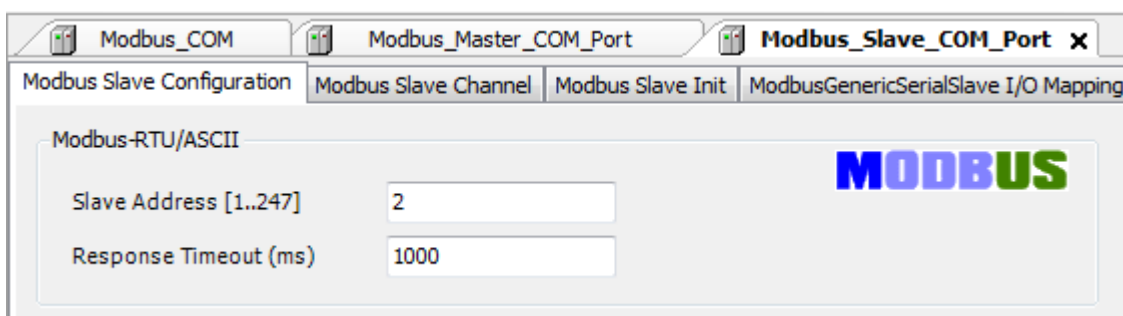 Modbus_COM Modbus_Master_COM_Port Modbus_Slave_COM_Port x
Modbus Slave Configuration Modbus Slave Channel Modbus Slave Init ModbusGenericSerialSlave I/O Mapping
Modbus-RTU/ASCII
MODBUS
Slave Address [1..247] 2
Response Timeout (ms) 1000